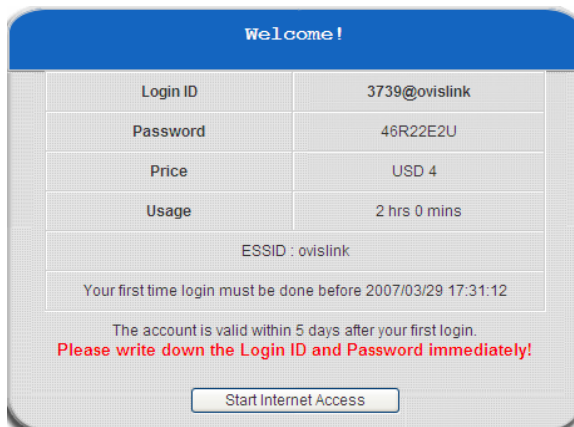 Welcome!
Login ID 3739@ovislink
Password 46R22E2U
Price USD 4
Usage 2 hrs 0 mins
ESSID : ovislink
Your first time login must be done before 2007/03/29 17:31:12
The account is valid within 5 days after your first login.
Please write down the Login ID and Password immediately!
Start Internet Access